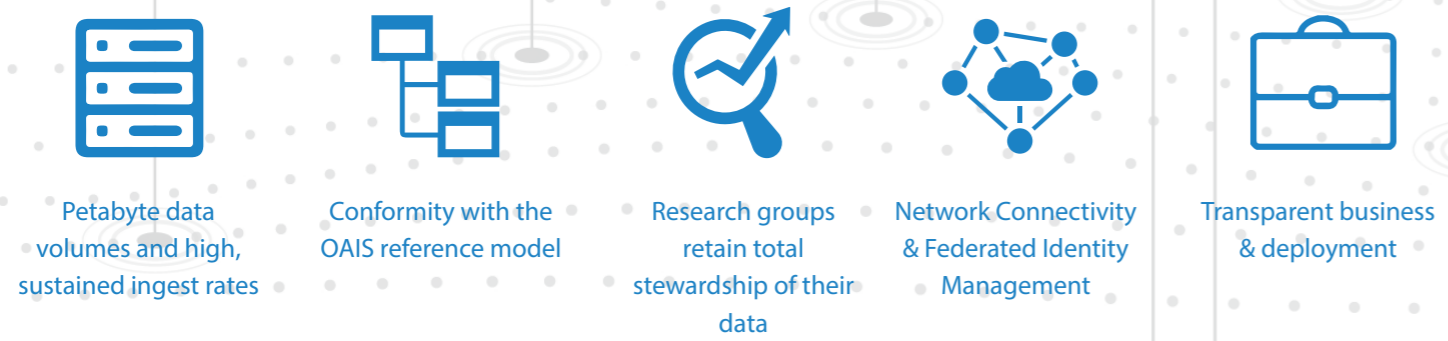 Petabyte data
volumes and high,
sustained ingest rates
Conformity with the
OAIS reference model
Research groups
retain total
stewardship of their
data
Network Connectivity
& Federated Identity
Management
Transparent business
& deployment